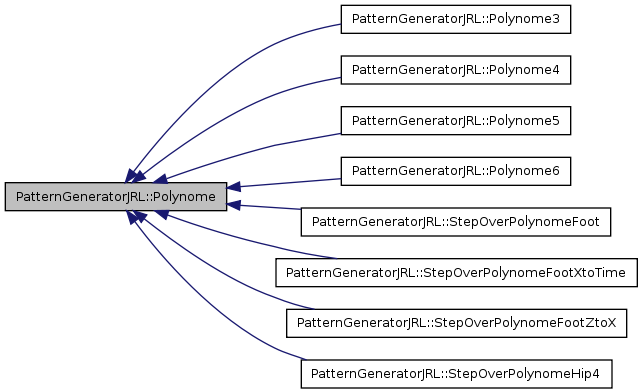 PatternGeneratorJRL::Polynome3
PatternGeneratorJRL::Polynome4
PatternGeneratorJRL::Polynome5
PatternGeneratorJRL::Polynome6
PatternGeneratorJRL::Polynome
PatternGeneratorJRL::StepOverPolynomeFoot
PatternGeneratorJRL::StepOverPolynomeFootXtoTime
PatternGeneratorJRL::StepOverPolynomeFootZtoX
PatternGeneratorJRL::StepOverPolynomeHip4